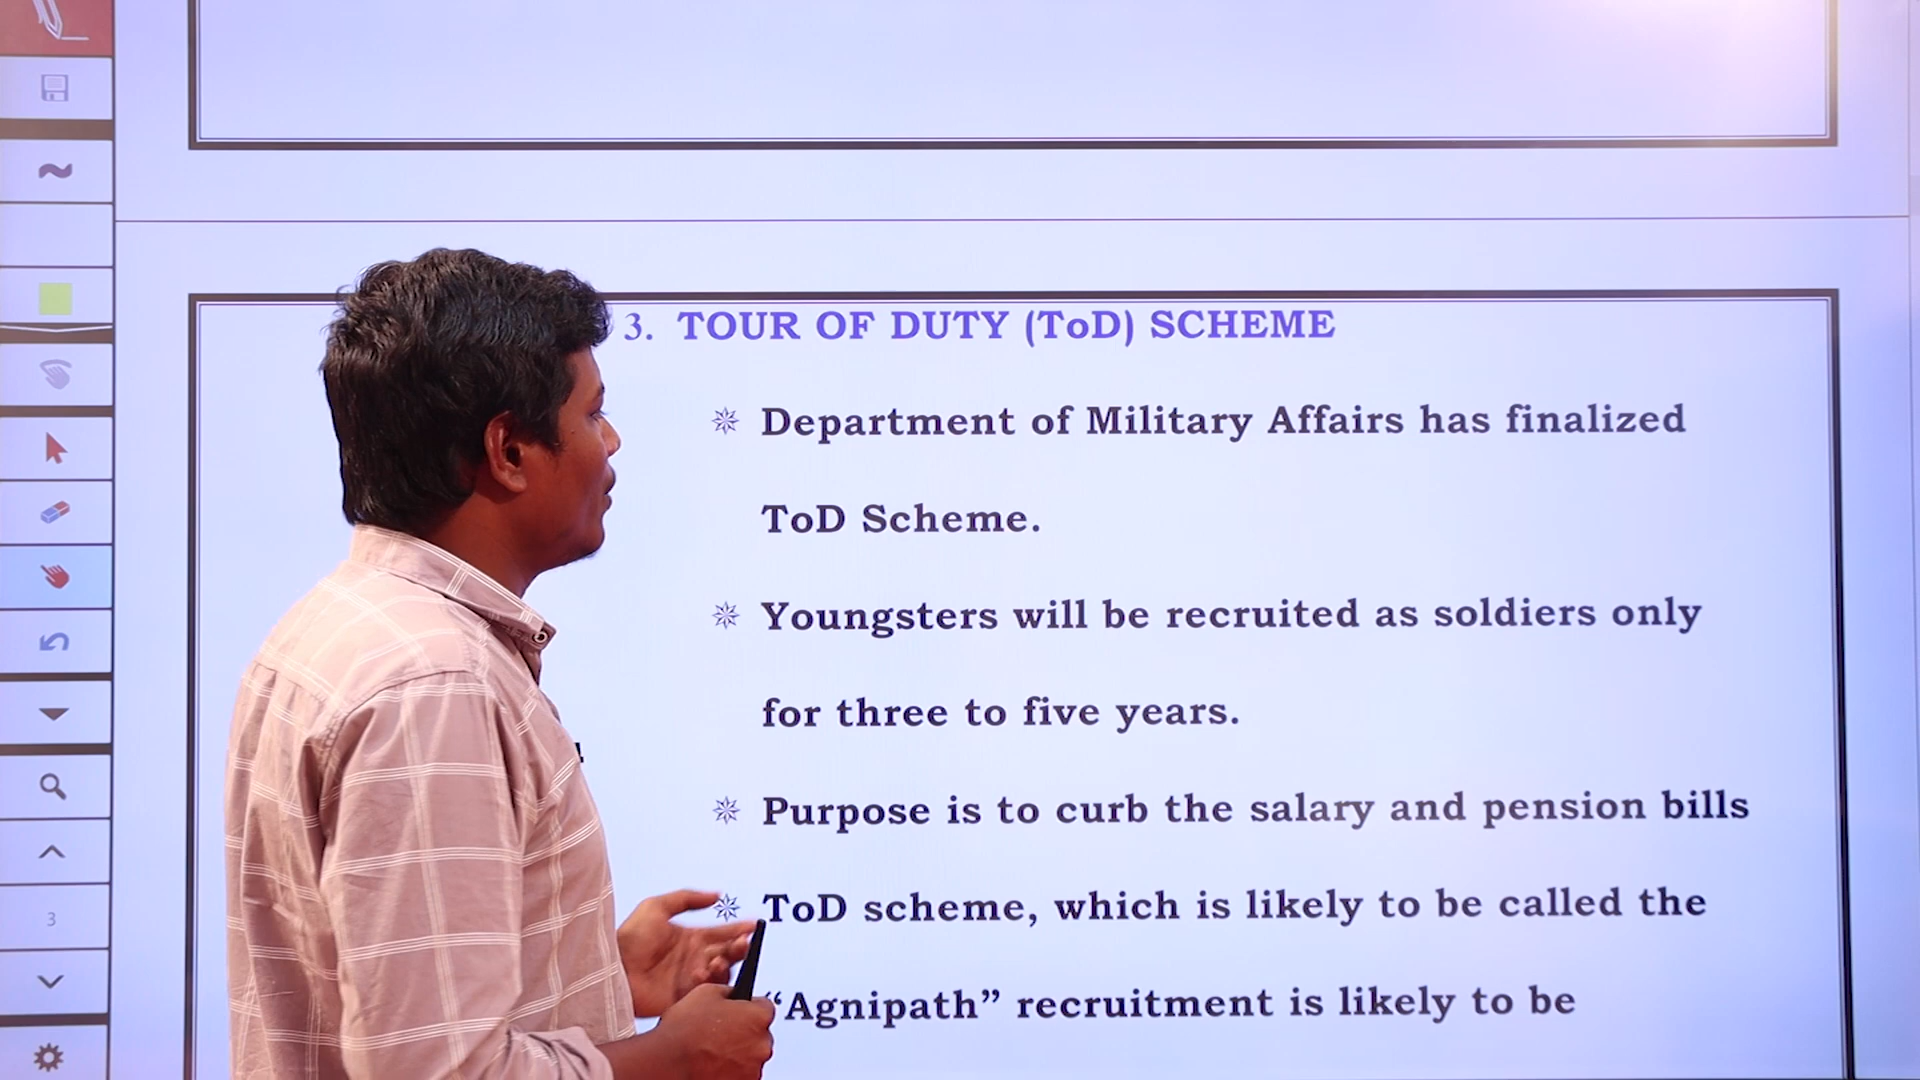 3. TOUR OF DUTY (ToD) SCHEME
Department of Military Affairs has finalized
ToD Scheme.
Youngsters will be recruited as soldiers only
for three to five years.
Purpose is to curb the salary and pension bills
ToD scheme, which is likely to be called the
“Agnipath” recruitment is likely to be
3